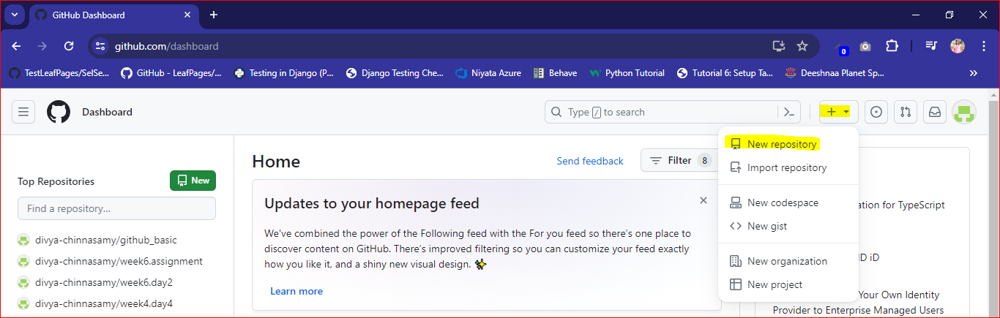 GitHub Dashboard
github.com/dashboard
0
TestLeafPages/SelSe...
GitHub - LeafPages/...
Testing in Django (P...
Django Testing Che...
Niyata Azure
Behave
Python Tutorial
Tutorial 6: Setup Ta...
Deeshnaa Planet Sp...
Dashboard
Type / to search
Top Repositories
New
Find a repository...
divya-chinnasamy/github_basic
divya-chinnasamy/week6.assignment
divya-chinnasamy/week6.day2
divya-chinnasamy/week4.day4
Home
Send feedback
Filter 8
Updates to your homepage feed
We've combined the power of the Following feed with the For you feed so there's one place to
discover content on GitHub. There's improved filtering so you can customize your feed exactly
how you like it, and a shiny new visual design. ✨
Learn more
New repository
Import repository
New codespace
New gist
New organization
New project
ation for TypeScript
ID iD
Your Own Identity
Provider to Enterprise Managed Users